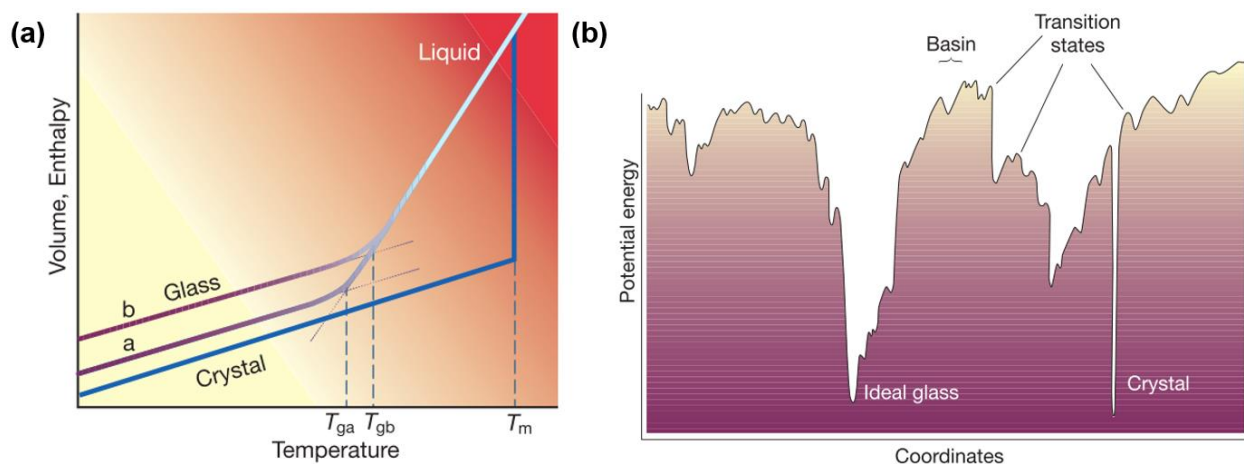 (a)
Volume, Enthalpy
Liquid
b
Glass
a
Crystal
Tga
Tgb
Tm
Temperature
(b)
Transition
states
Basin
Potential energy
Ideal glass
Crystal
Coordinates